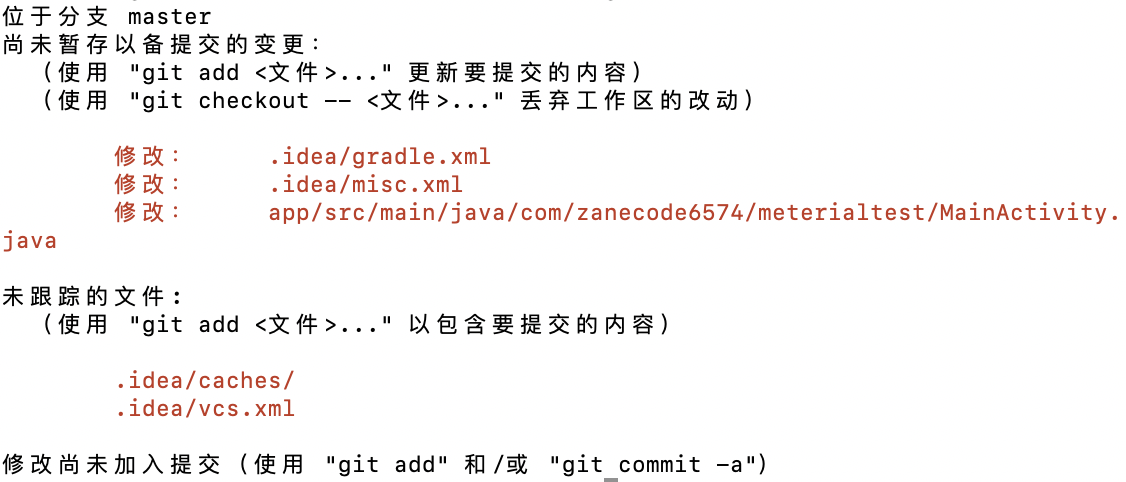 位于分支 master
尚未暂存以备提交的变更：
（使用 "git add <文件>..." 更新要提交的内容）
（使用 "git checkout -- <文件>..." 丢弃工作区的改动）
修改：     .idea/gradle.xml
修改：     .idea/misc.xml
修改：     app/src/main/java/com/zanecode6574/meterialtest/MainActivity.
java
未跟踪的文件:
（使用 "git add <文件>..." 以包含要提交的内容）
.idea/caches/
.idea/vcs.xml
修改尚未加入提交（使用 "git add" 和/或 "git commit -a"）